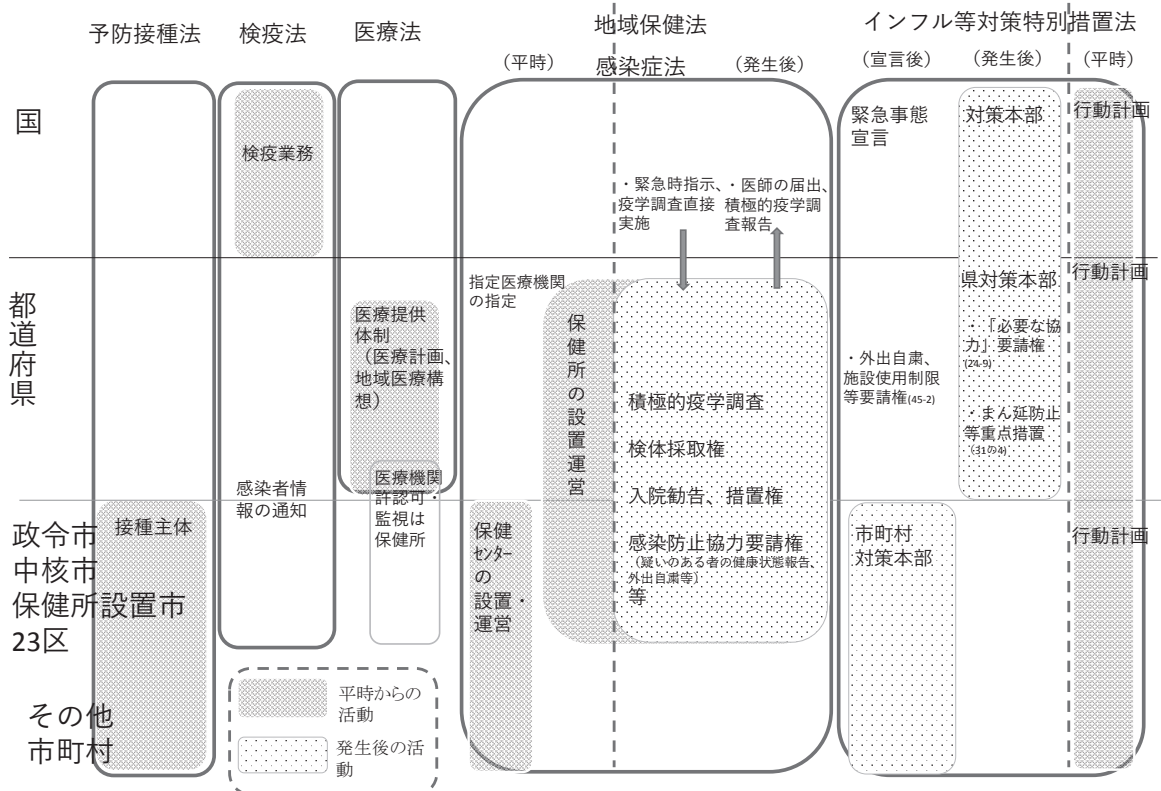 予防接種法
検疫法
医療法
地域保健法
感染症法
(平時)
(発生後)
インフル等対策特別措置法
(宣言後)
(発生後)
(平時)
国
検疫業務
・緊急時指示、
疫学調査直接
実施
・医師の届出、
積極的疫学調
査報告
緊急事態
宣言
対策本部
行動計画
都道府県
医療提供
体制
(医療計画、
地域医療構
想)
指定医療機関
の指定
保健所の設置運営
積極的疫学調査
検体採取権
入院勧告、措置権
感染防止協力要請権
(疑いのある者の健康状態報告、
外出自粛等)
等
・外出自粛、
施設使用制限
等要請権(45-2)
県対策本部
・「必要な協
力」要請権
(24-9)
・まん延防止
等重点措置
(31の4)
行動計画
政令市
中核市
保健所設置市
23区
接種主体
感染者情
報の通知
医療機関
許認可・
監視は
保健所
保健
センター
の
設置・
運営
市町村
対策本部
行動計画
その他
市町村
平時からの
活動
発生後の活
動